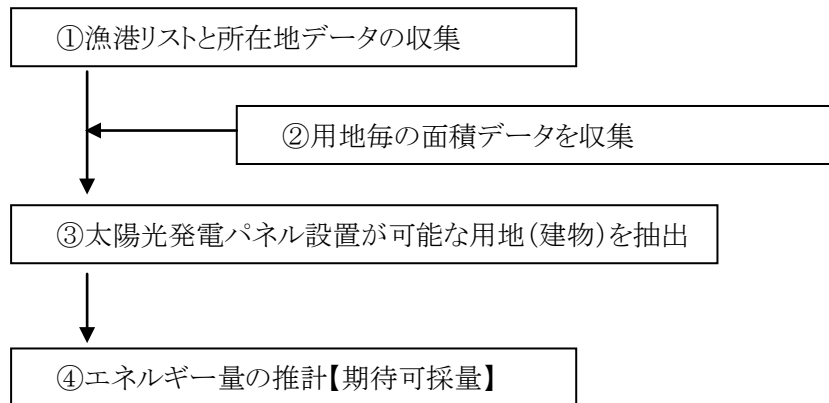 ①漁港リストと所在地データの収集
②用地毎の面積データを収集
③太陽光発電パネル設置が可能な用地(建物)を抽出
④エネルギー量の推計【期待可採量】